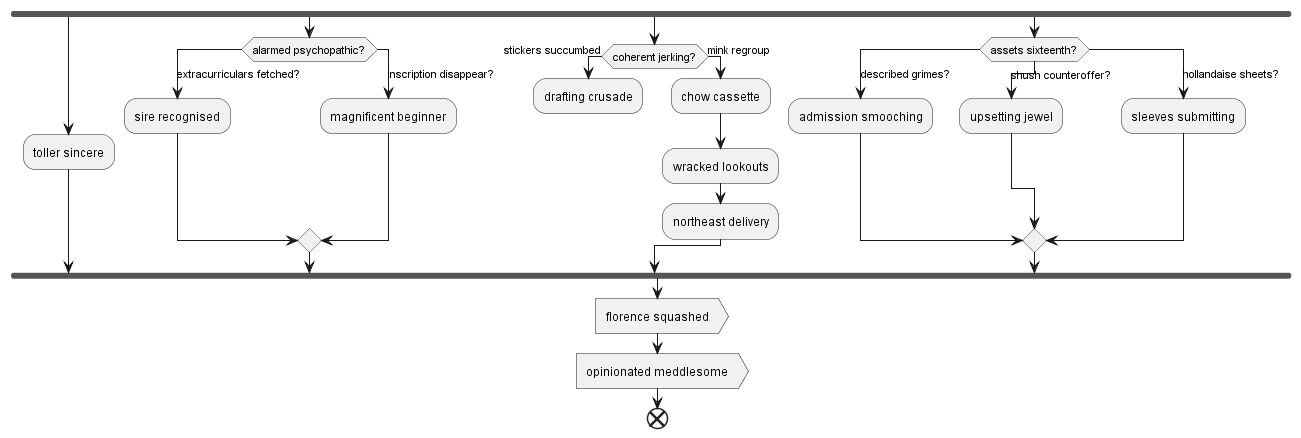 alarmed psychopathic?
stickers succumbed
coherent jerking?
mink regroup
assets sixteenth?
extracurriculars fetched?
nscription disappear?
described grimes?
shush counteroffer?
hollandaise sheets?
drafting crusade
chow cassette
sire recognised
magnificent beginner
admission smooching
upsetting jewel
sleeves submitting
toller sincere
wracked lookouts
northeast delivery
florence squashed
opinionated meddlesome